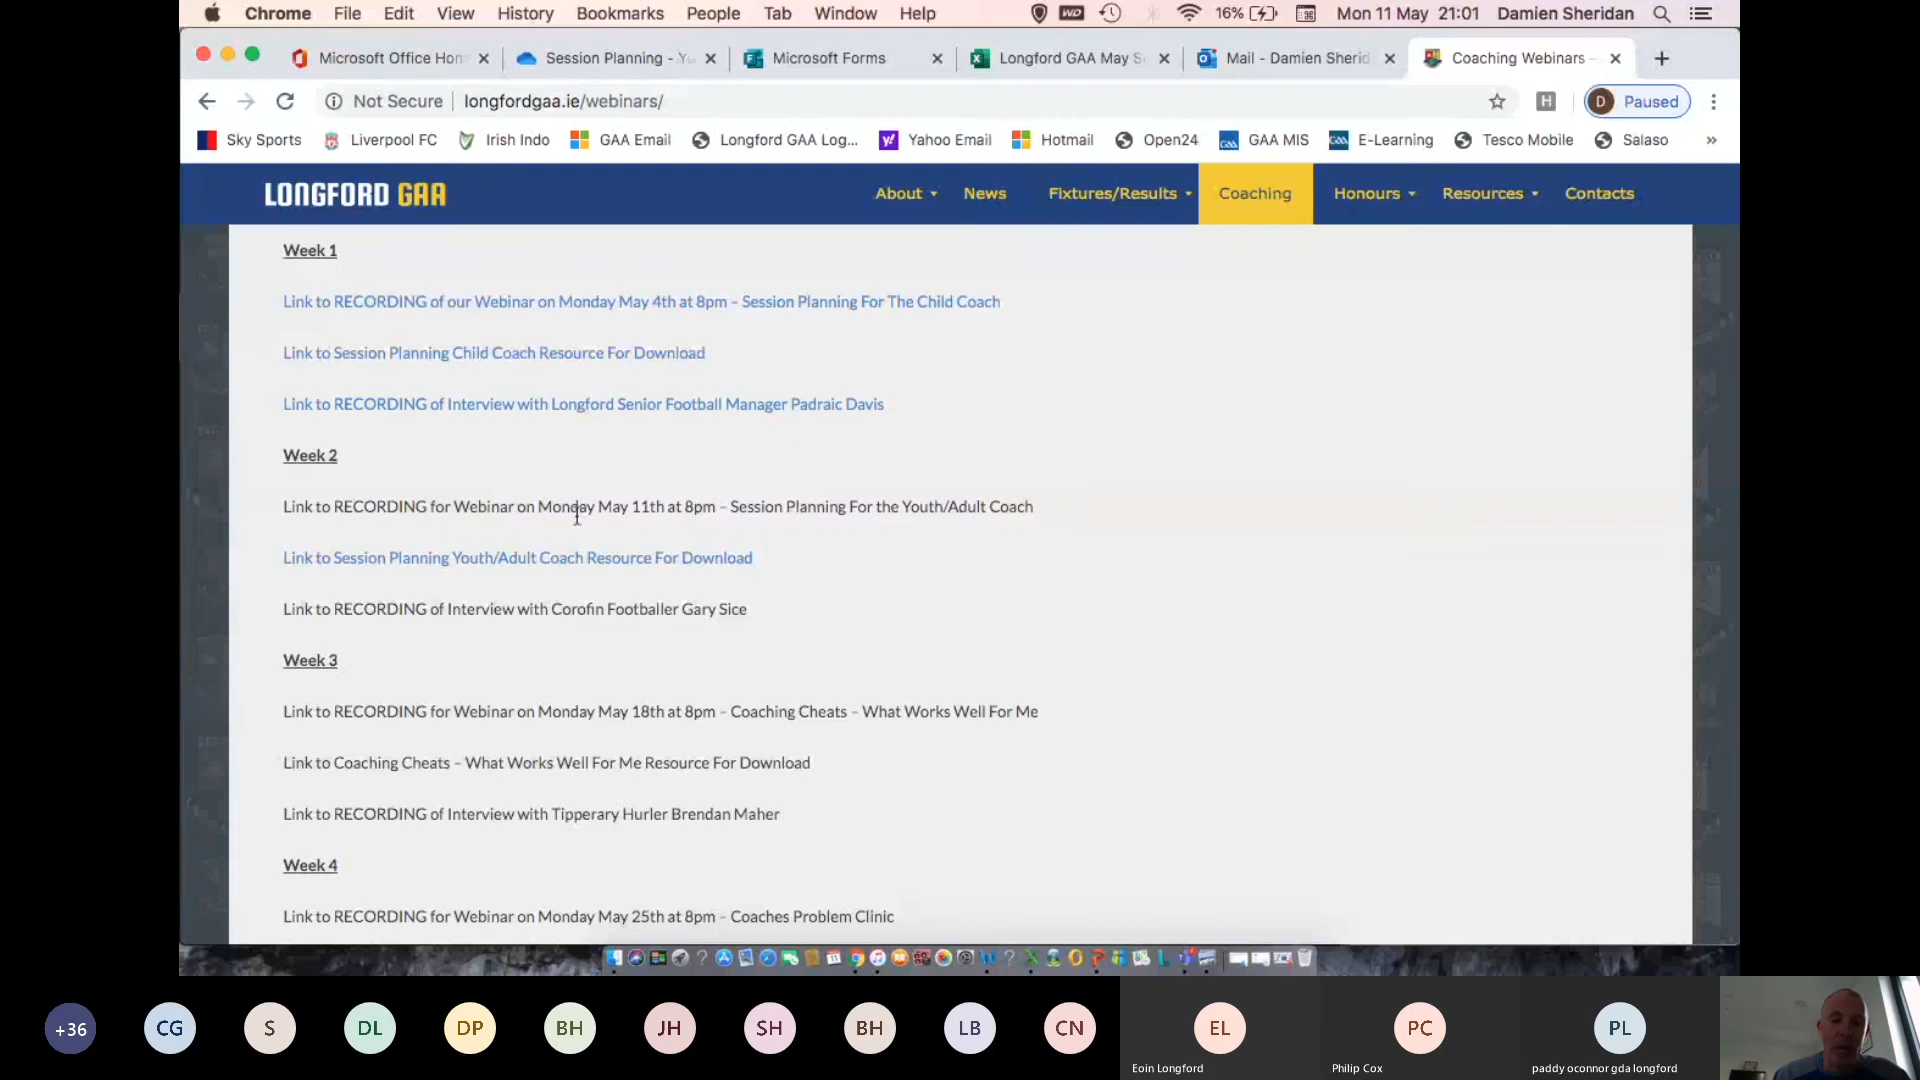 Chrome File Edit View History Bookmarks People Tab Window Help WD 16% Mon 11 May 21:01 Damien Sheridan
Microsoft Office Hom Session Planning - Yo Microsoft Forms Longford GAA May S Mail - Damien Sherid Coaching Webinars –
Not Secure longfordgaa.ie/webinars/ H D Paused
Sky Sports Liverpool FC Irish Indo GAA Email Longford GAA Log... Yahoo Email Hotmail Open24 GAA MIS E-Learning Tesco Mobile Salaso »
LONGFORD GAA About News Fixtures/Results Coaching Honours Resources Contacts
Week 1
Link to RECORDING of our Webinar on Monday May 4th at 8pm – Session Planning For The Child Coach
Link to Session Planning Child Coach Resource For Download
Link to RECORDING of Interview with Longford Senior Football Manager Padraic Davis
Week 2
Link to RECORDING for Webinar on Monday May 11th at 8pm – Session Planning For the Youth/Adult Coach
Link to Session Planning Youth/Adult Coach Resource For Download
Link to RECORDING of Interview with Corofin Footballer Gary Sice
Week 3
Link to RECORDING for Webinar on Monday May 18th at 8pm – Coaching Cheats – What Works Well For Me
Link to Coaching Cheats – What Works Well For Me Resource For Download
Link to RECORDING of Interview with Tipperary Hurler Brendan Maher
Week 4
Link to RECORDING for Webinar on Monday May 25th at 8pm – Coaches Problem Clinic
+36 CG S DL DP BH JH SH BH LB CN EL PC PL
Eoin Longford Philip Cox paddy oconnor gda longford